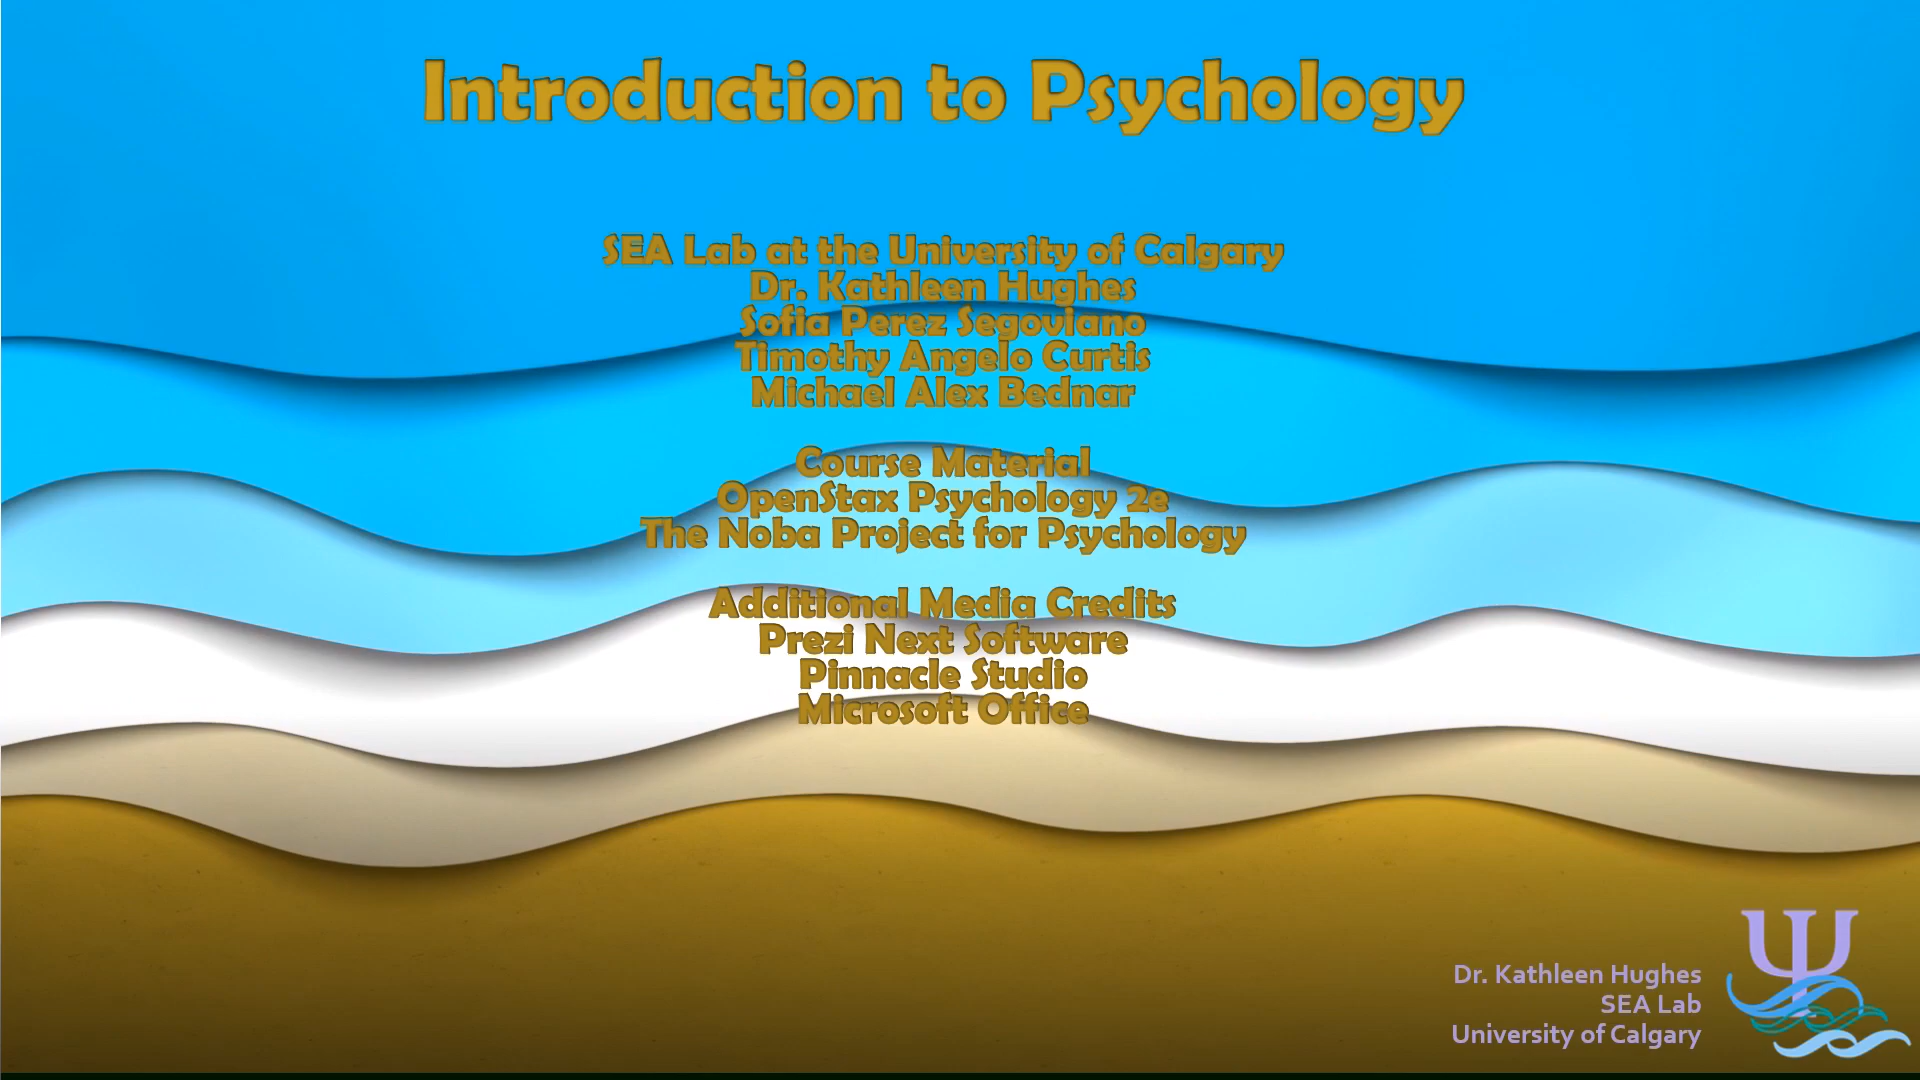 Introduction to Psychology
SEA Lab at the University of Calgary
Dr. Kathleen Hughes
Sofia Perez Segoviano
Timothy Angelo Curtis
Michael Alex Bednar
Course Material
OpenStax Psychology 2e
The Noba Project for Psychology
Additional Media Credits
Prezi Next Software
Pinnacle Studio
Microsoft Office
Dr. Kathleen Hughes
SEA Lab
University of Calgary